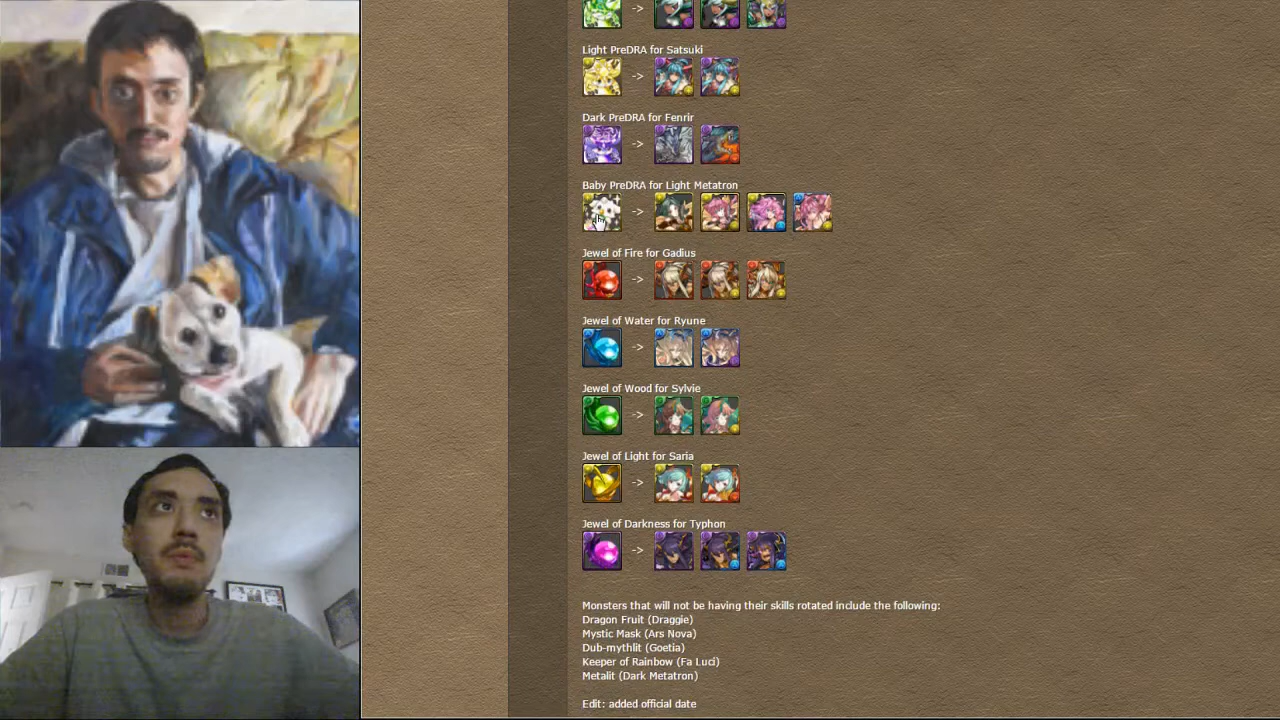 ->
Light PreDRA for Satsuki
->
Dark PreDRA for Fenrir
->
Baby PreDRA for Light Metatron
->
Jewel of Fire for Gadius
->
Jewel of Water for Ryune
->
Jewel of Wood for Sylvie
->
Jewel of Light for Saria
->
Jewel of Darkness for Typhon
->
Monsters that will not be having their skills rotated include the following:
Dragon Fruit (Draggie)
Mystic Mask (Ars Nova)
Dub-mythlit (Goetia)
Keeper of Rainbow (Fa Luci)
Metalit (Dark Metatron)
Edit: added official date